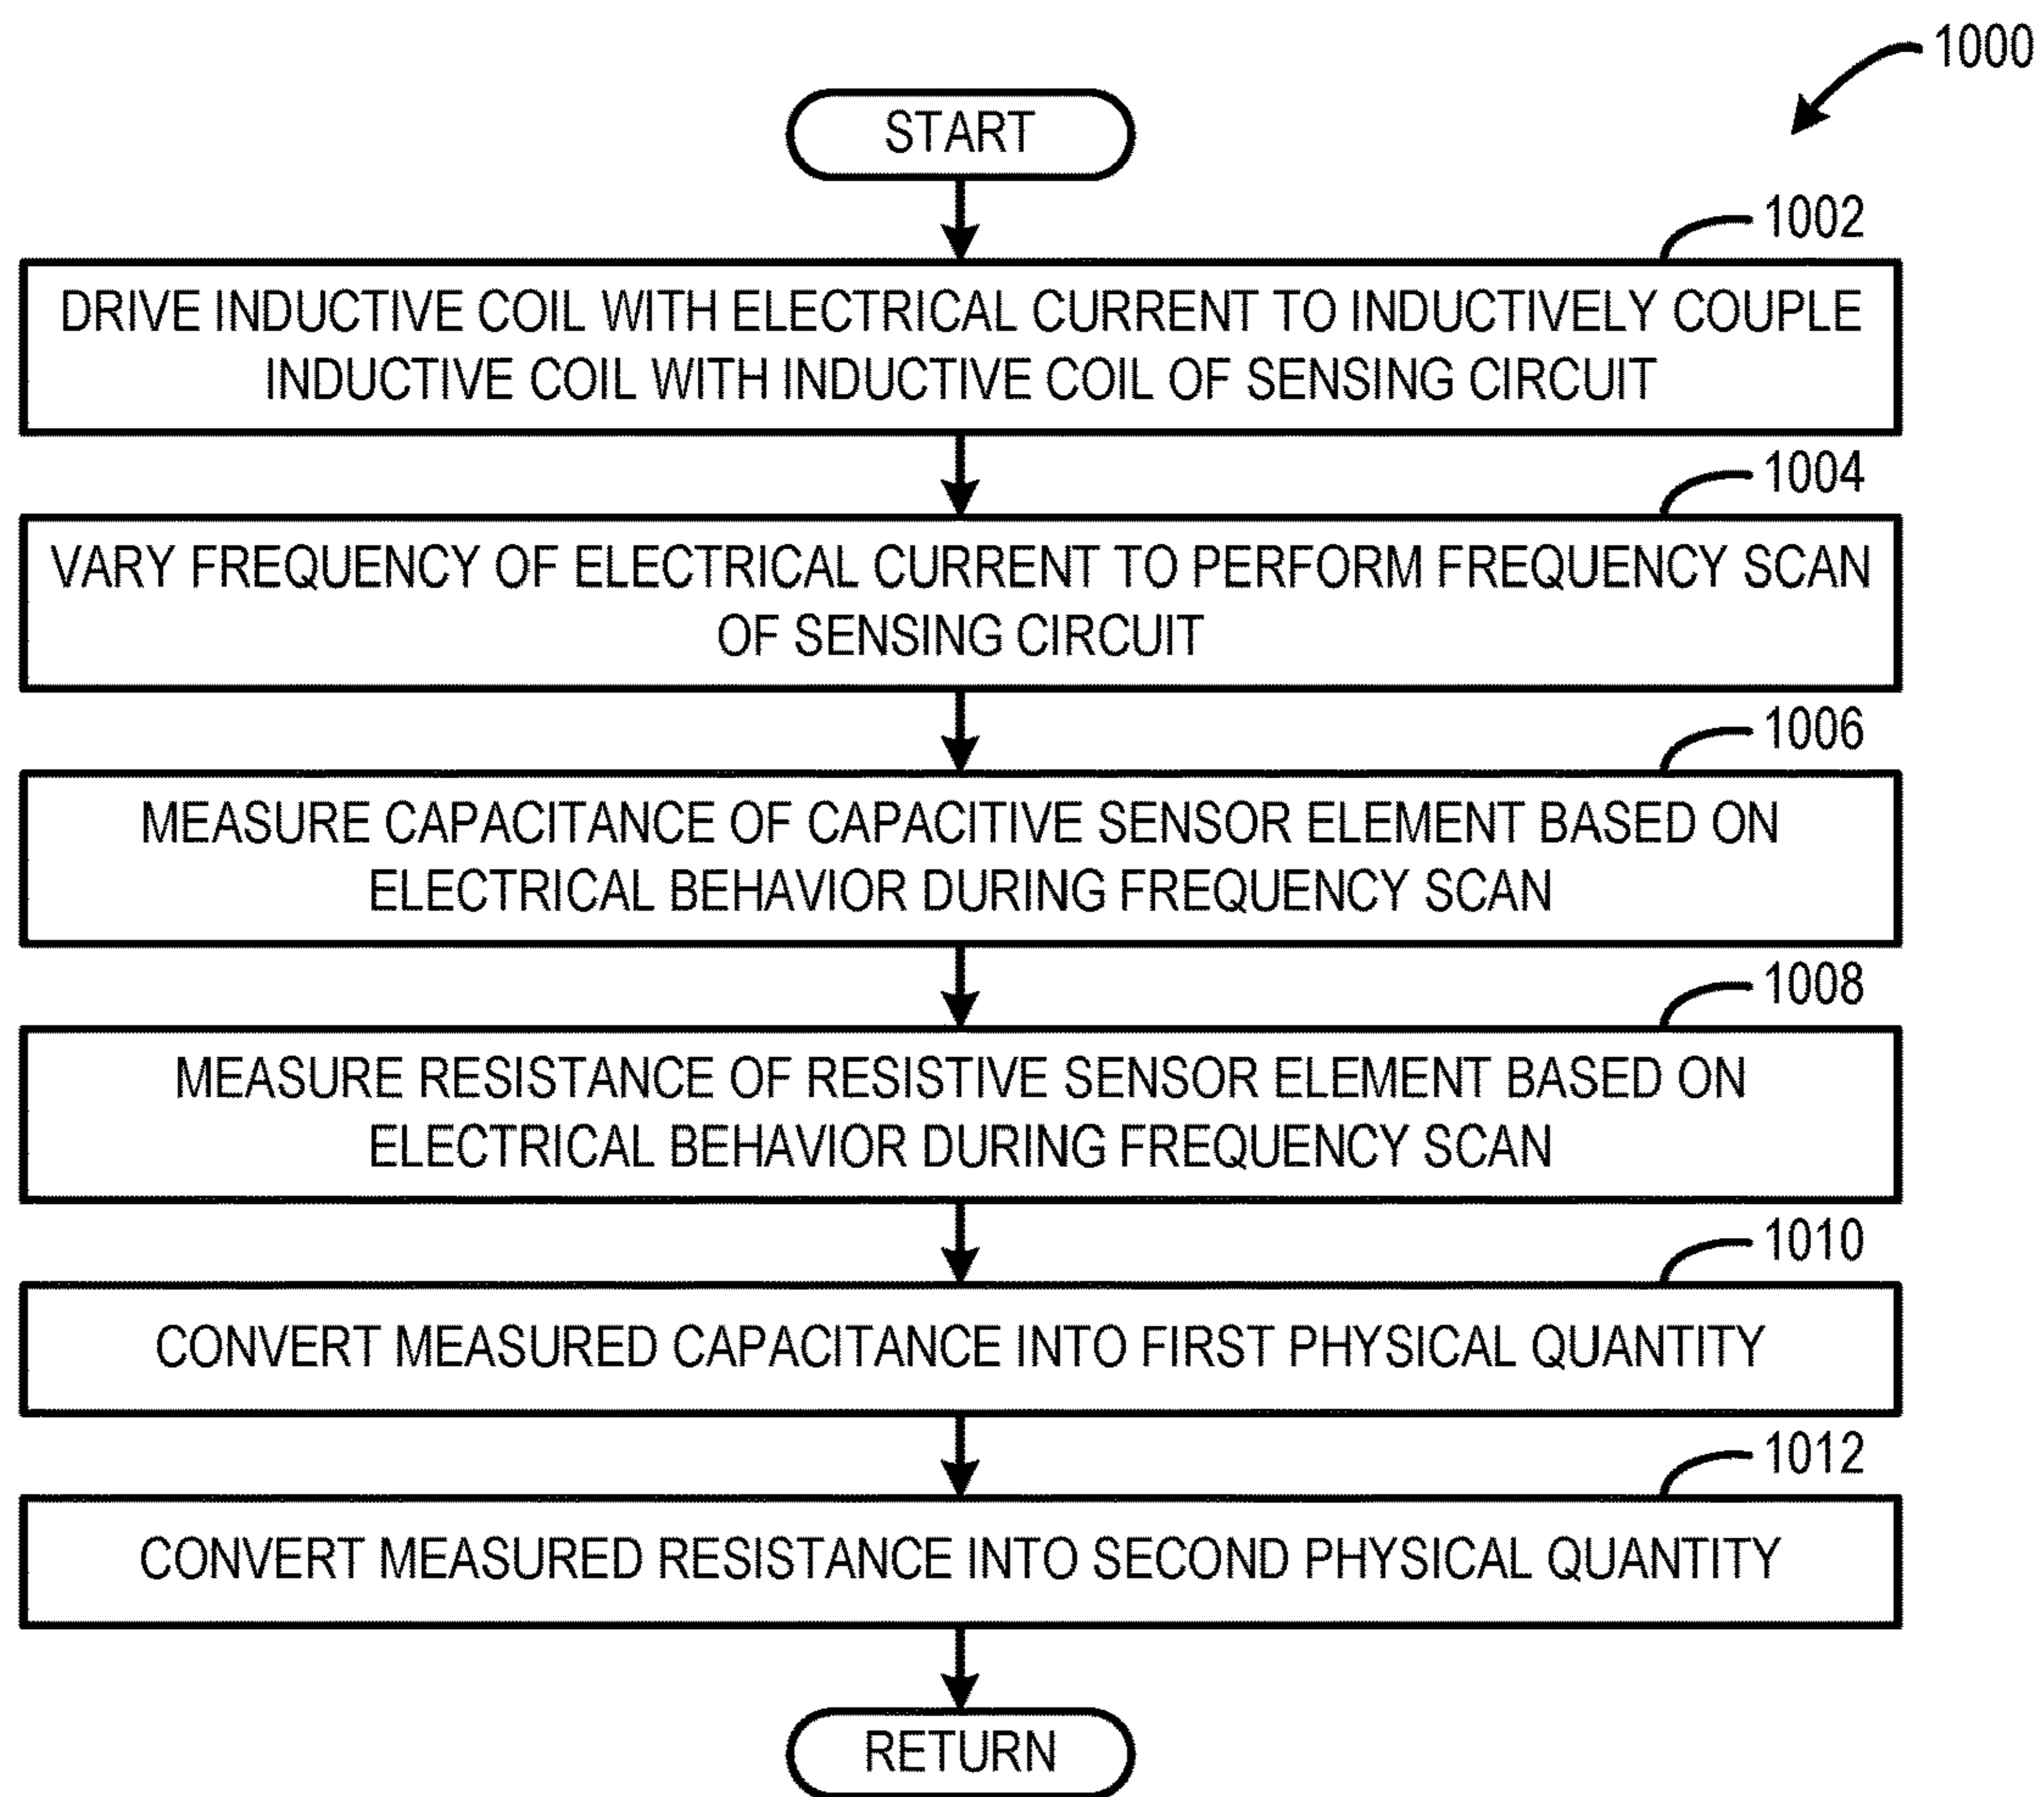 1000
START
1002
DRIVE INDUCTIVE COIL WITH ELECTRICAL CURRENT TO INDUCTIVELY COUPLE
INDUCTIVE COIL WITH INDUCTIVE COIL OF SENSING CIRCUIT
1004
VARY FREQUENCY OF ELECTRICAL CURRENT TO PERFORM FREQUENCY SCAN
OF SENSING CIRCUIT
1006
MEASURE CAPACITANCE OF CAPACITIVE SENSOR ELEMENT BASED ON
ELECTRICAL BEHAVIOR DURING FREQUENCY SCAN
1008
MEASURE RESISTANCE OF RESISTIVE SENSOR ELEMENT BASED ON
ELECTRICAL BEHAVIOR DURING FREQUENCY SCAN
1010
CONVERT MEASURED CAPACITANCE INTO FIRST PHYSICAL QUANTITY
1012
CONVERT MEASURED RESISTANCE INTO SECOND PHYSICAL QUANTITY
RETURN